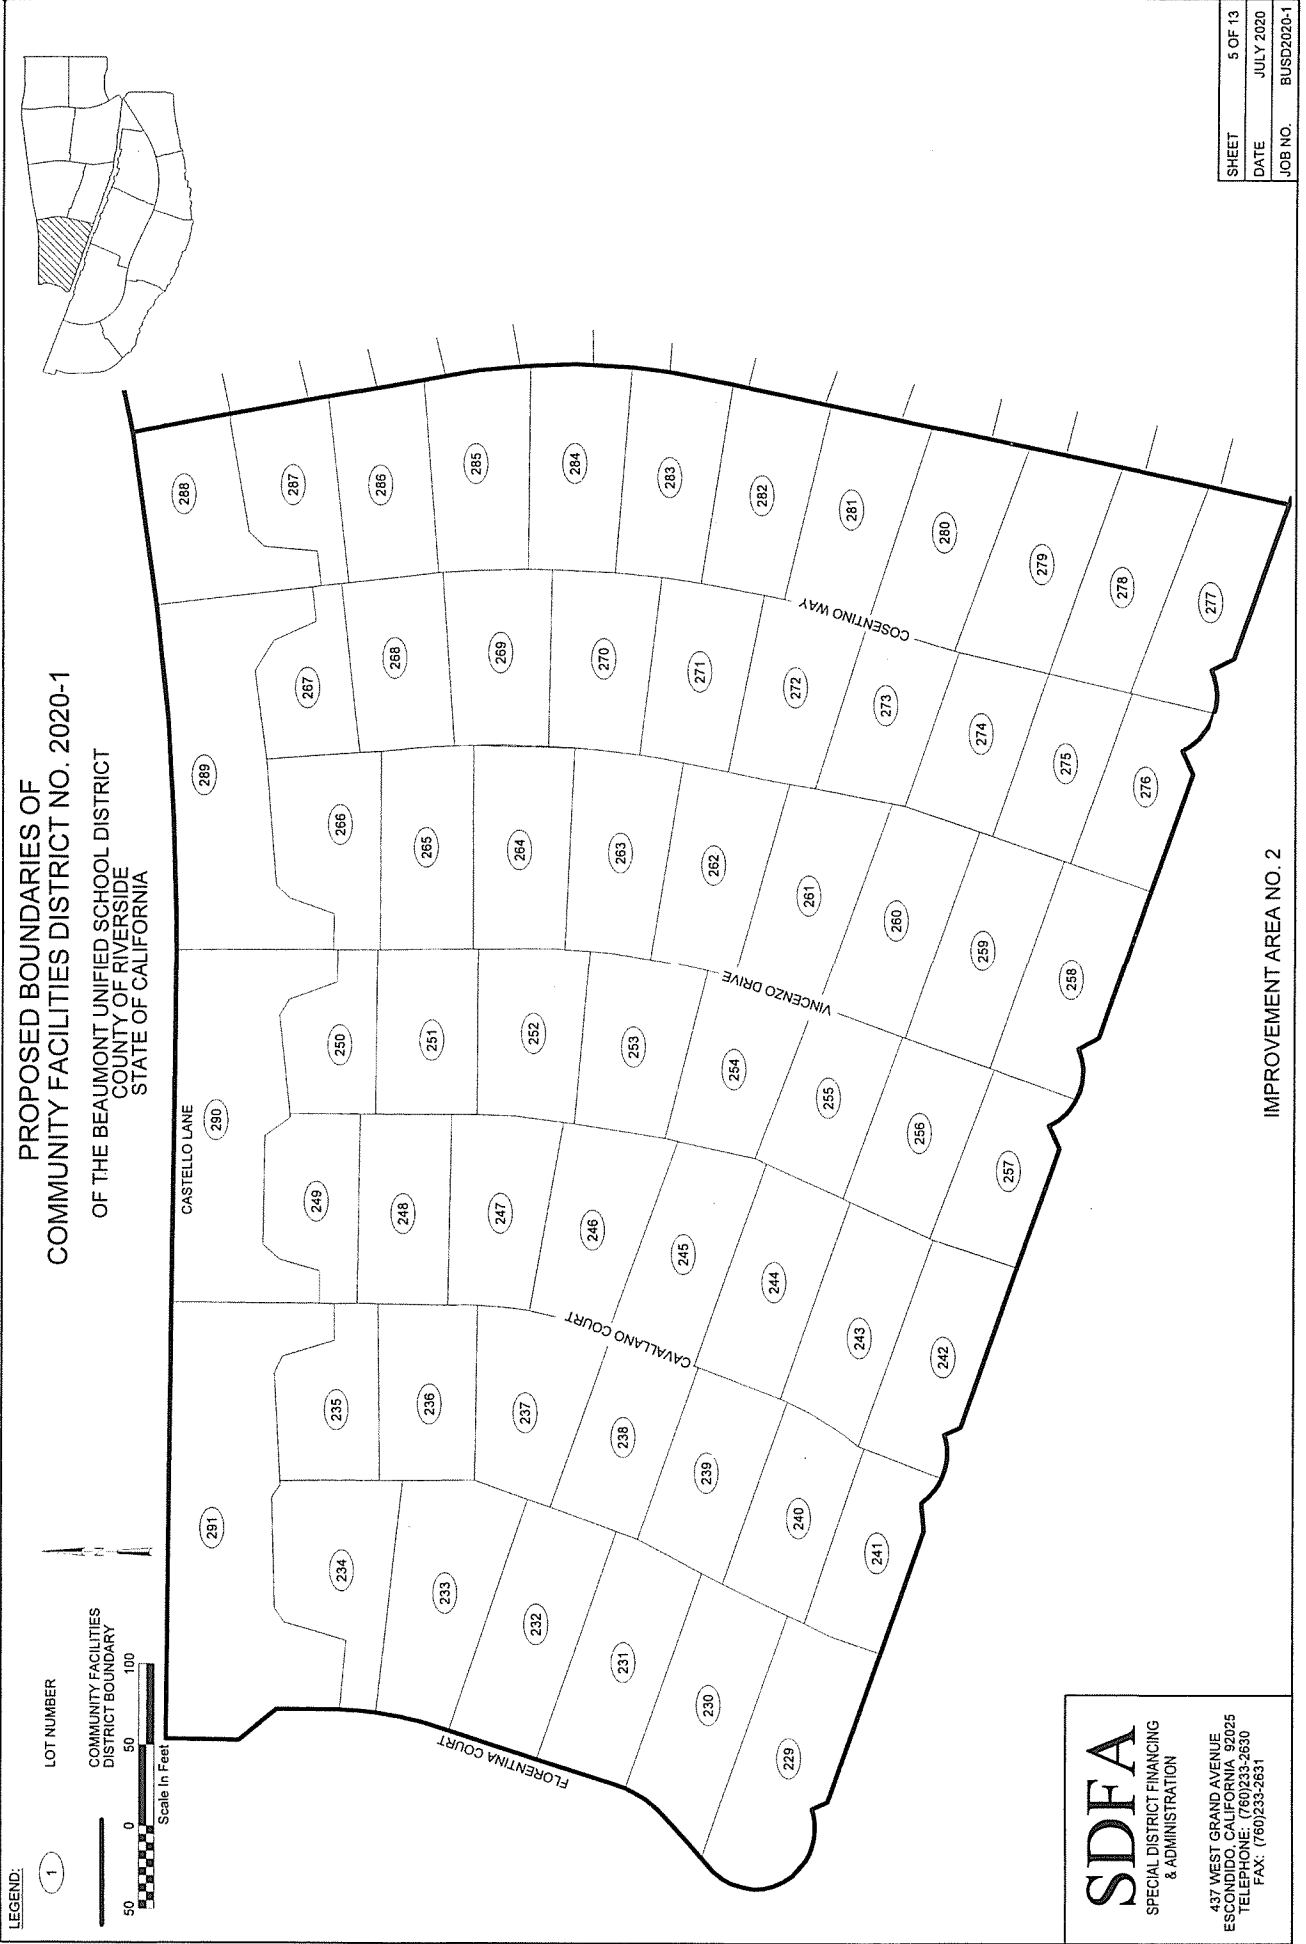 PROPOSED BOUNDARIES OF
COMMUNITY FACILITIES DISTRICT NO. 2020-1
OF THE BEAUMONT UNIFIED SCHOOL DISTRICT
COUNTY OF RIVERSIDE
STATE OF CALIFORNIA
LEGEND:
1
LOT NUMBER
COMMUNITY FACILITIES
DISTRICT BOUNDARY
50 0 50 100
Scale In Feet
N
CASTELLO LANE
291
290
289
288
234
235
249
250
266
267
287
233
236
248
251
265
268
286
232
237
247
252
264
269
285
231
238
246
253
263
270
284
230
239
245
254
262
271
283
229
240
244
255
261
272
282
241
243
256
260
273
281
242
257
259
274
280
258
275
279
276
278
277
FLORENTINA COURT
CAVALLANO COURT
VINCENZO DRIVE
COSENTINO WAY
IMPROVEMENT AREA NO. 2
SDFA
SPECIAL DISTRICT FINANCING
& ADMINISTRATION
437 WEST GRAND AVENUE
ESCONDIDO, CALIFORNIA 92025
TELEPHONE: (760)233-2630
FAX: (760)233-2631
SHEET 5 OF 13
DATE JULY 2020
JOB NO. BUSD2020-1